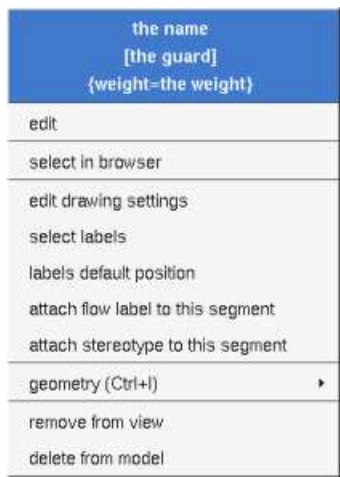 the name
[the guard]
{weight=the weight}
edit
select in browser
edit drawing settings
select labels
labels default position
attach flow label to this segment
attach stereotype to this segment
geometry (Ctrl+I)
remove from view
delete from model